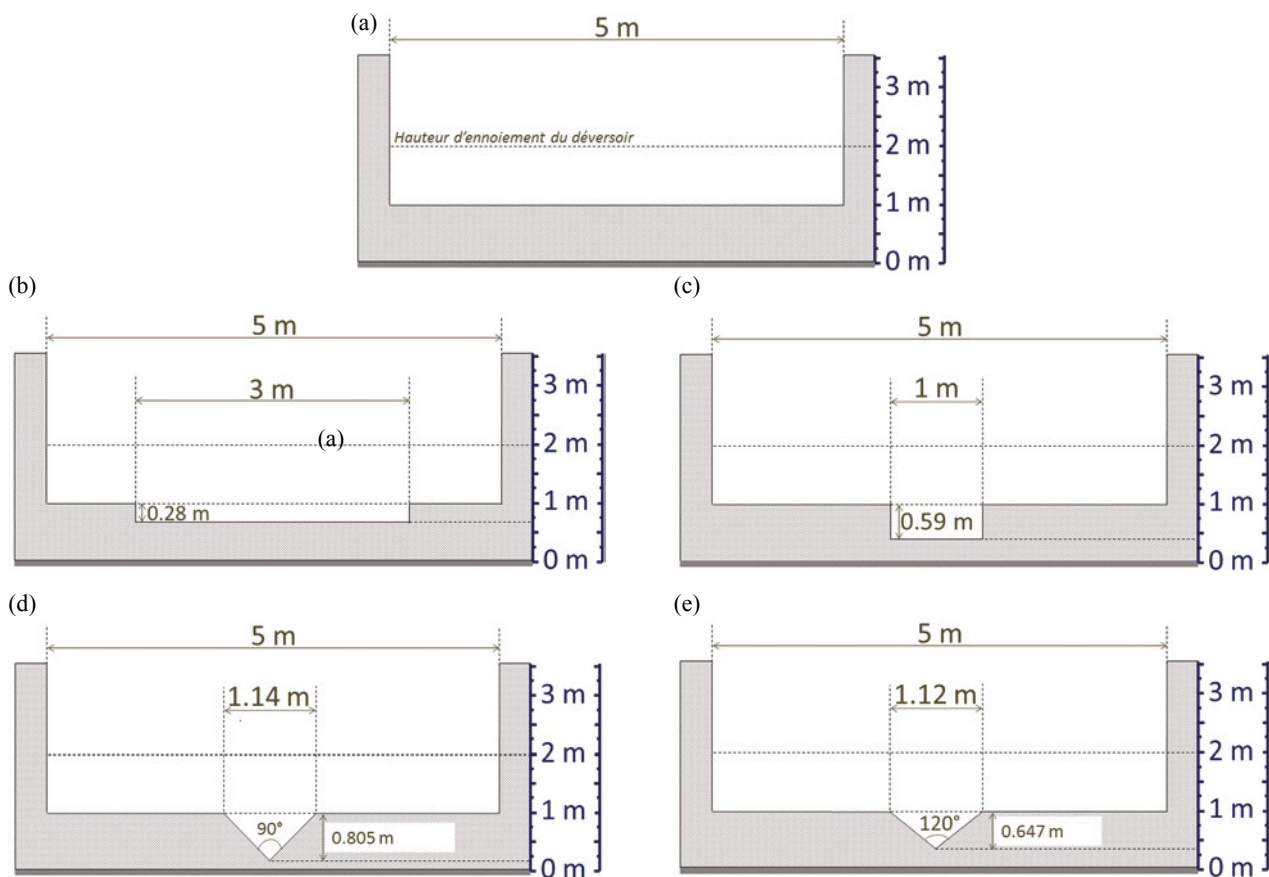 (a)
5 m
Hauteur d'ennoiement du déversoir
3 m
2 m
1 m
0 m
(b)
5 m
3 m
(a)
0.28 m
3 m
2 m
1 m
0 m
(c)
5 m
1 m
0.59 m
3 m
2 m
1 m
0 m
(d)
5 m
1.14 m
90°
0.805 m
3 m
2 m
1 m
0 m
(e)
5 m
1.12 m
120°
0.647 m
3 m
2 m
1 m
0 m